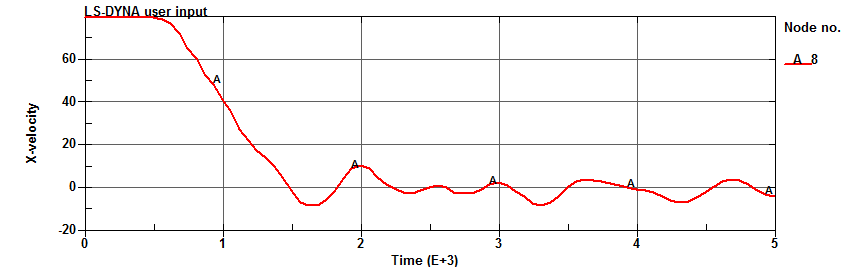 LS-DYNA user input
Node no.
A 8
60
40
20
0
-20
X-velocity
A
A
A
A
A
0
1
2
3
4
5
Time (E+3)